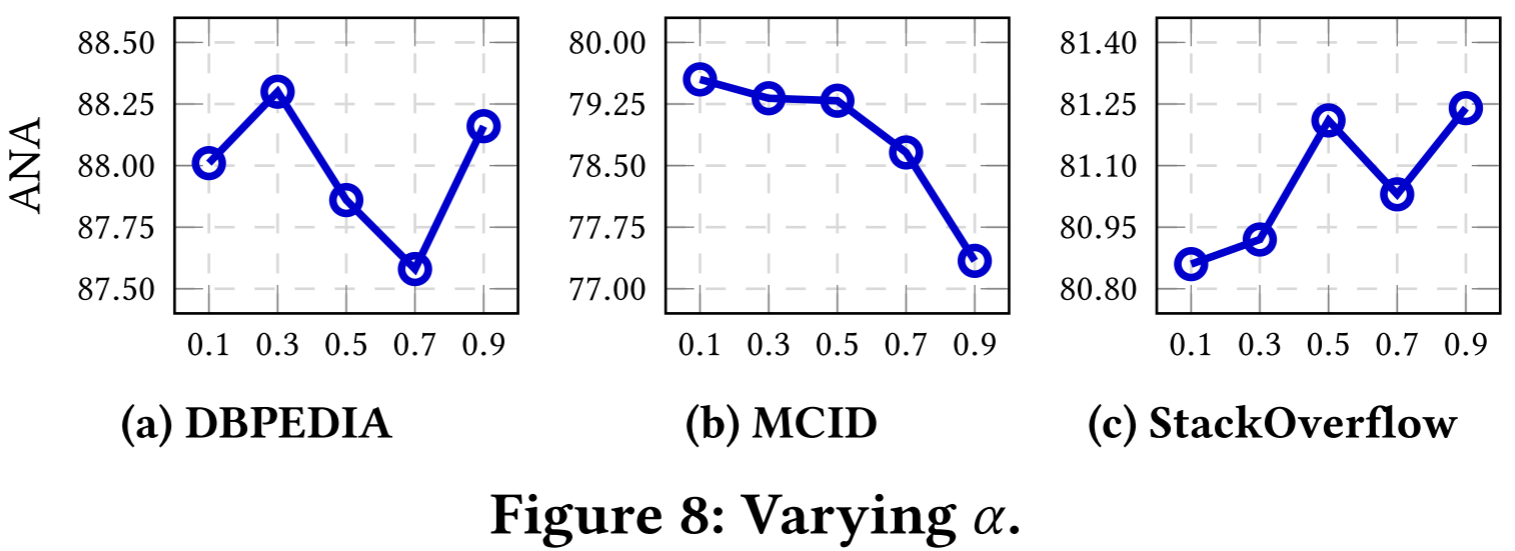 ANA
88.50
88.25
88.00
87.75
87.50
0.1 0.3 0.5 0.7 0.9
(a) DBPEDIA
80.00
79.25
78.50
77.75
77.00
0.1 0.3 0.5 0.7 0.9
(b) MCID
81.40
81.25
81.10
80.95
80.80
0.1 0.3 0.5 0.7 0.9
(c) StackOverflow
Figure 8: Varying α.